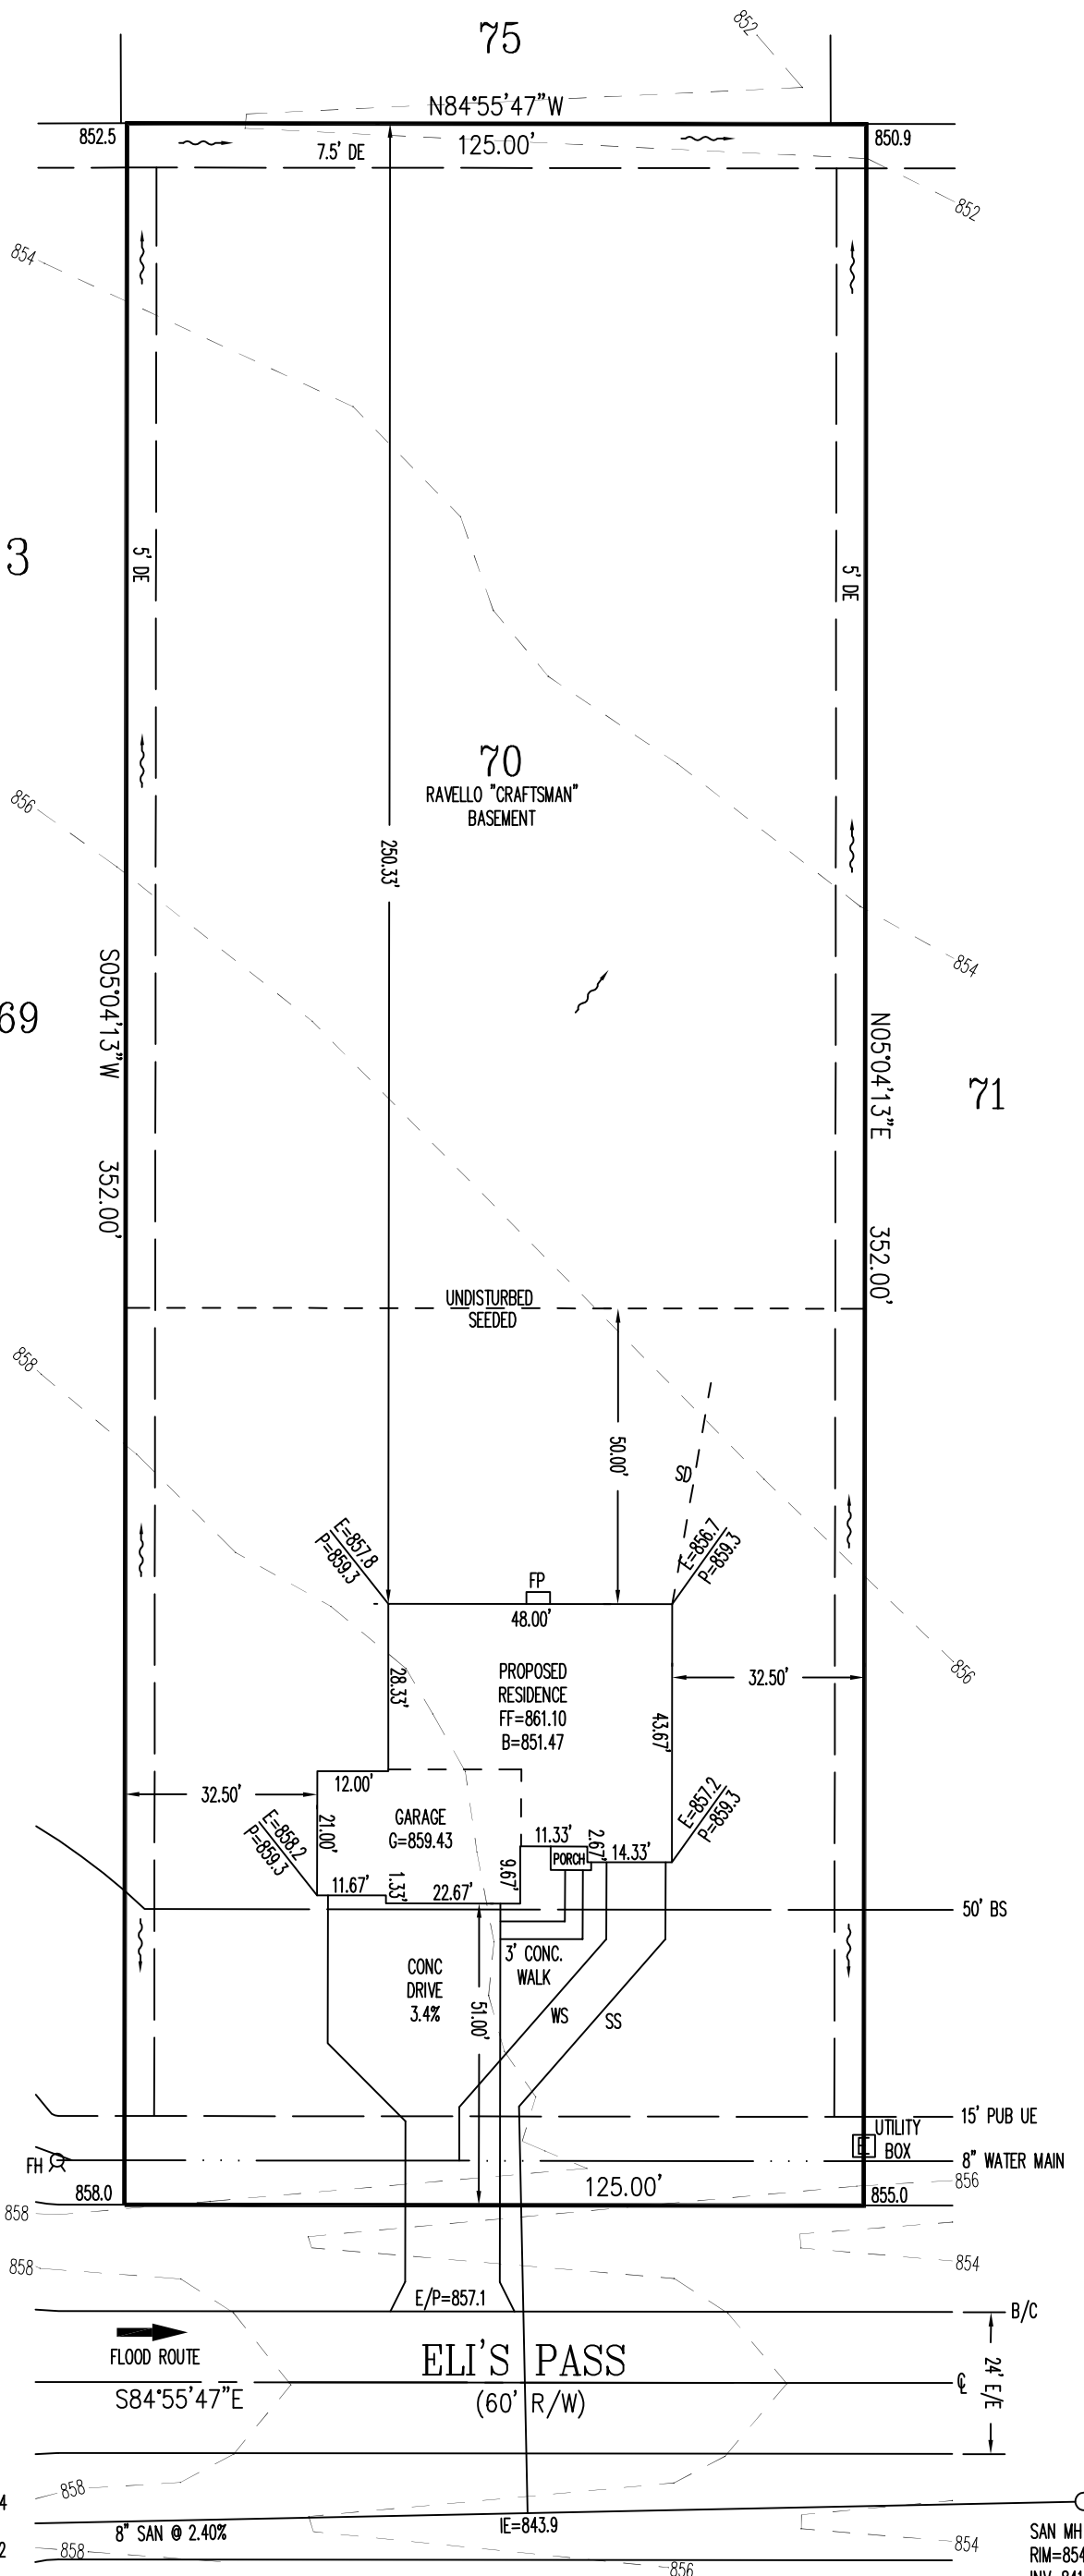 75
852
N84°55'47"W
852.5
7.5' DE
125.00'
850.9
852
854
3
5' DE
5' DE
70
RAVELLO "CRAFTSMAN"
BASEMENT
856
250.33'
854
S05°04'13"W 352.00'
69
N05°04'13"E 352.00'
71
UNDISTURBED
SEEDED
858
50.00'
SD
E=857.8
P=859.3
E=856.7
P=859.3
FP
48.00'
28.33'
PROPOSED
RESIDENCE
FF=861.10
B=851.47
43.67'
32.50'
856
32.50'
12.00'
E=858.2
P=859.3
21.00'
GARAGE
G=859.43
11.33'
2.67'
14.33'
E=857.2
P=859.3
PORCH
9.67'
11.67'
1.33'
22.67'
50' BS
CONC
DRIVE
3.4%
51.00'
3' CONC.
WALK
WS
SS
15' PUB UE
UTILITY
BOX
E
8" WATER MAIN
FH
858.0
125.00'
855.0
856
858
858
854
E/P=857.1
B/C
FLOOD ROUTE
ELI'S PASS
S84°55'47"E
(60' R/W)
24' E/E
858
4
8" SAN @ 2.40%
IE=843.9
2
858
856
854
SAN MH
RIM=854